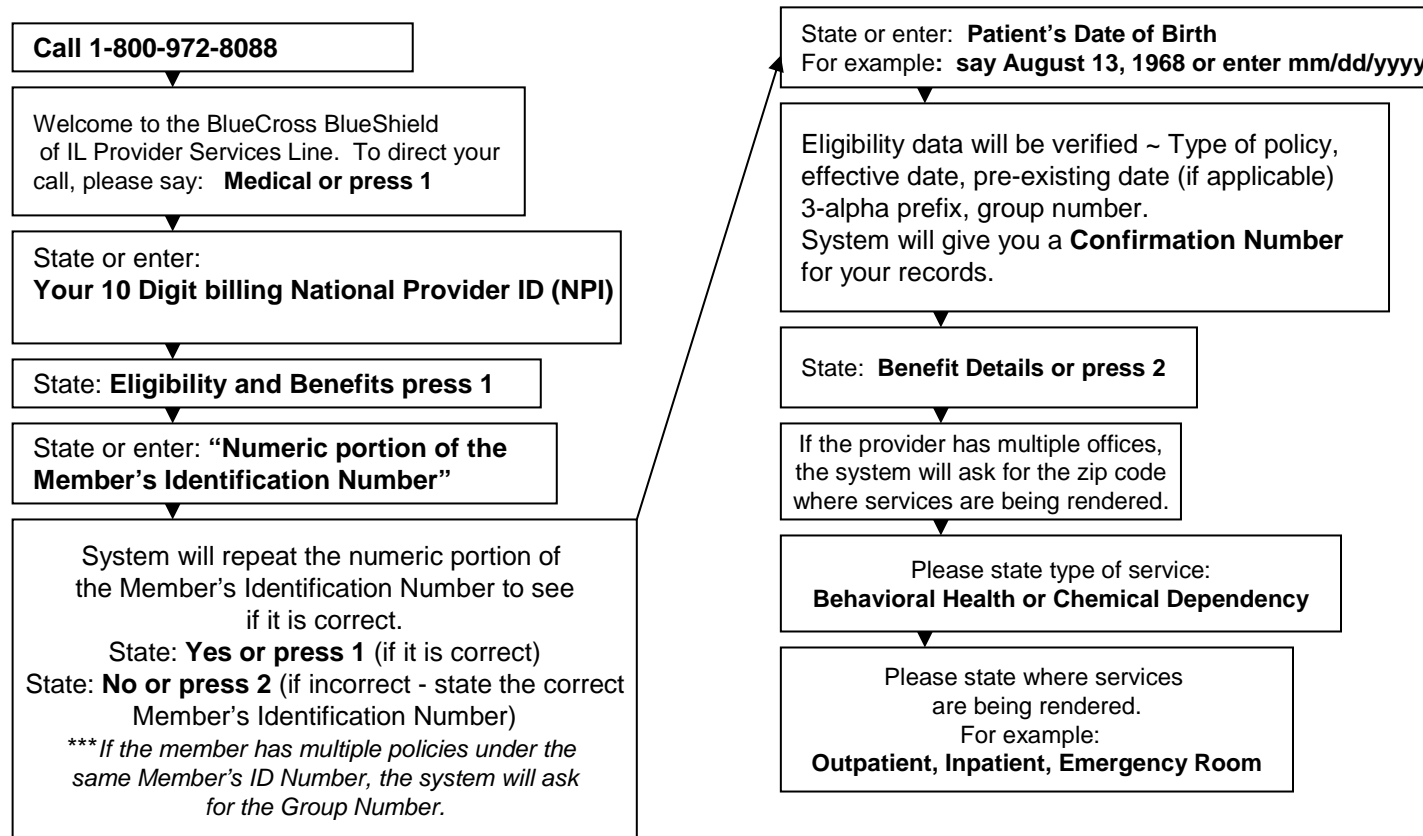 Call 1-800-972-8088
Welcome to the BlueCross BlueShield
of IL Provider Services Line. To direct your
call, please say: Medical or press 1
State or enter:
Your 10 Digit billing National Provider ID (NPI)
State: Eligibility and Benefits press 1
State or enter: “Numeric portion of the
Member’s Identification Number”
System will repeat the numeric portion of
the Member’s Identification Number to see
if it is correct.
State: Yes or press 1 (if it is correct)
State: No or press 2 (if incorrect - state the correct
Member’s Identification Number)
***If the member has multiple policies under the
same Member’s ID Number, the system will ask
for the Group Number.
State or enter: Patient’s Date of Birth
For example: say August 13, 1968 or enter mm/dd/yyyy
Eligibility data will be verified ~ Type of policy,
effective date, pre-existing date (if applicable)
3-alpha prefix, group number.
System will give you a Confirmation Number
for your records.
State: Benefit Details or press 2
If the provider has multiple offices,
the system will ask for the zip code
where services are being rendered.
Please state type of service:
Behavioral Health or Chemical Dependency
Please state where services
are being rendered.
For example:
Outpatient, Inpatient, Emergency Room